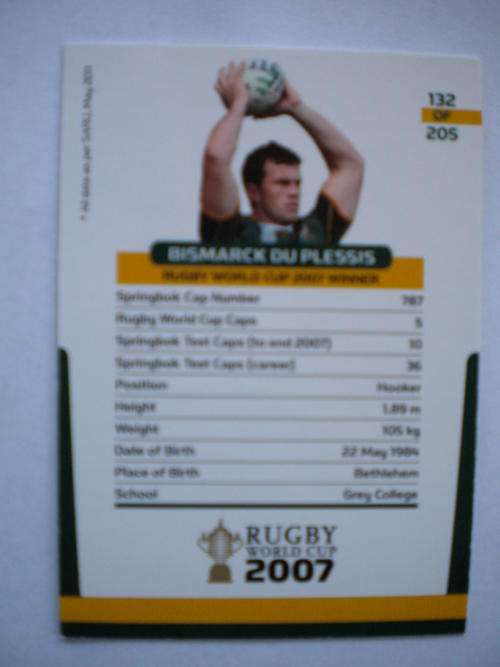 * All data as per SARU, May 2011
132
OF
205
BISMARCK DU PLESSIS
RUGBY WORLD CUP 2007 WINNER
Springbok Cap Number 787
Rugby World Cup Caps 5
Springbok Test Caps (to end 2007) 10
Springbok Test Caps (career) 36
Position Hooker
Height 1.89 m
Weight 105 kg
Date of Birth 22 May 1984
Place of Birth Bethlehem
School Grey College
RUGBY
WORLD CUP
2007